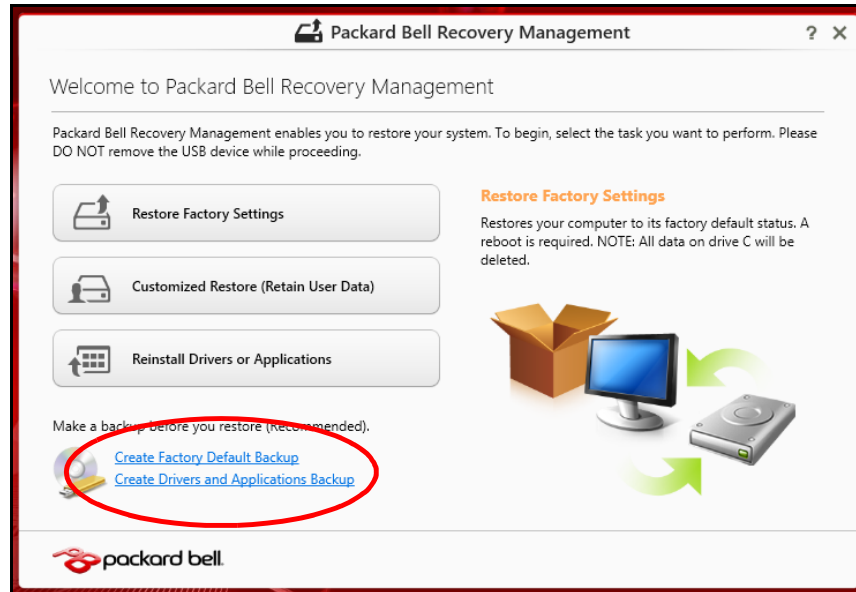 Packard Bell Recovery Management
? ×
Welcome to Packard Bell Recovery Management
Packard Bell Recovery Management enables you to restore your system. To begin, select the task you want to perform. Please
DO NOT remove the USB device while proceeding.
Restore Factory Settings
Customized Restore (Retain User Data)
Reinstall Drivers or Applications
Make a backup before you restore (Recommended).
Create Factory Default Backup
Create Drivers and Applications Backup
Restore Factory Settings
Restores your computer to its factory default status. A
reboot is required. NOTE: All data on drive C will be
deleted.
packard bell.